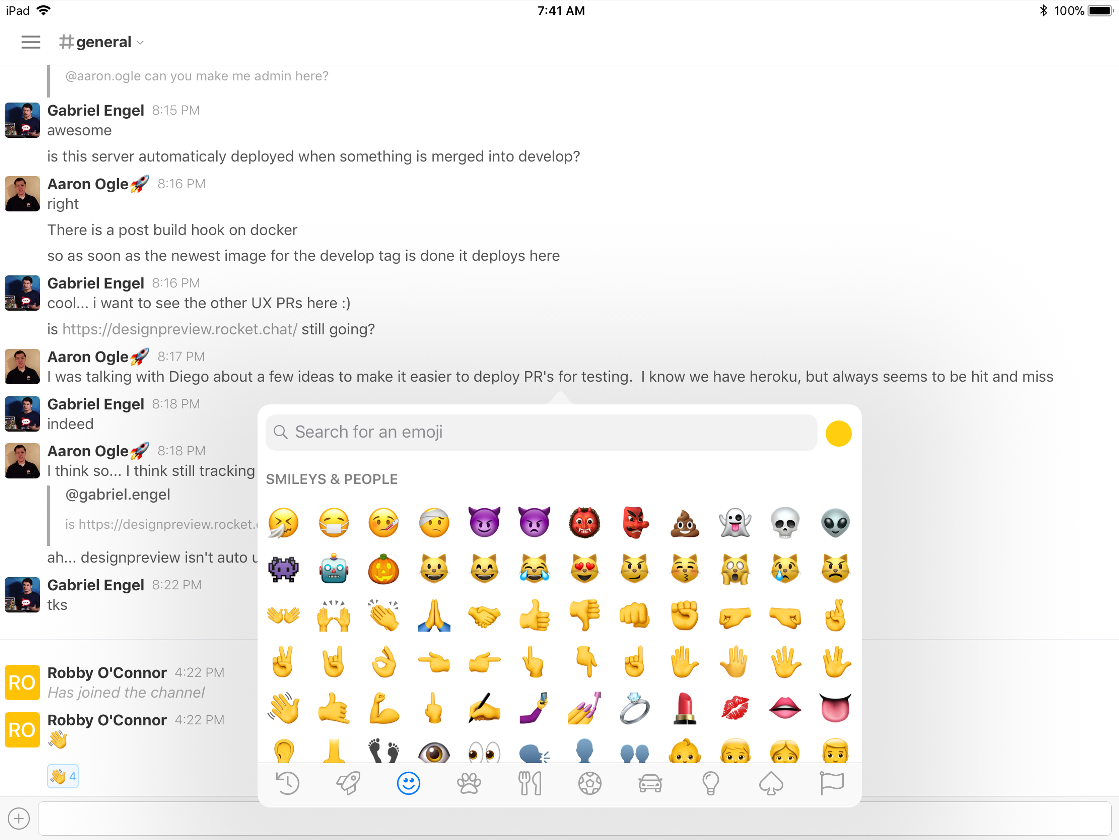 iPad 7:41 AM 100%
#general
@aaron.ogle can you make me admin here?
Gabriel Engel 8:15 PM
awesome
is this server automaticaly deployed when something is merged into develop?
Aaron Ogle🚀 8:16 PM
right
There is a post build hook on docker
so as soon as the newest image for the develop tag is done it deploys here
Gabriel Engel 8:16 PM
cool... i want to see the other UX PRs here :)
is https://designpreview.rocket.chat/ still going?
Aaron Ogle🚀 8:17 PM
I was talking with Diego about a few ideas to make it easier to deploy PR's for testing.  I know we have heroku, but always seems to be hit and miss
Gabriel Engel 8:18 PM
indeed
Aaron Ogle🚀 8:18 PM
I think so... I think still tracking
@gabriel.engel
is https://designpreview.rocket.
ah... designpreview isn't auto u
Gabriel Engel 8:22 PM
tks
RO Robby O'Connor 4:22 PM
Has joined the channel
RO Robby O'Connor 4:22 PM
👋
👋 4
Search for an emoji
SMILEYS & PEOPLE